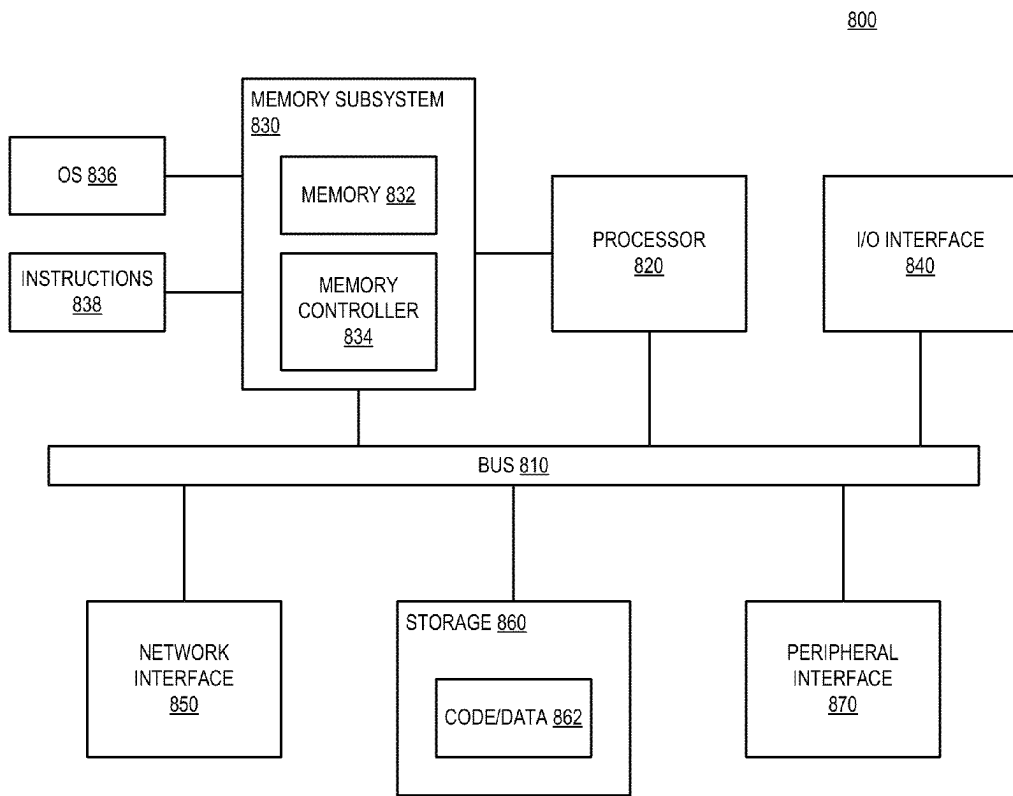 800
MEMORY SUBSYSTEM
830
OS 836
MEMORY 832
INSTRUCTIONS
838
MEMORY
CONTROLLER
834
PROCESSOR
820
I/O INTERFACE
840
BUS 810
NETWORK
INTERFACE
850
STORAGE 860
CODE/DATA 862
PERIPHERAL
INTERFACE
870